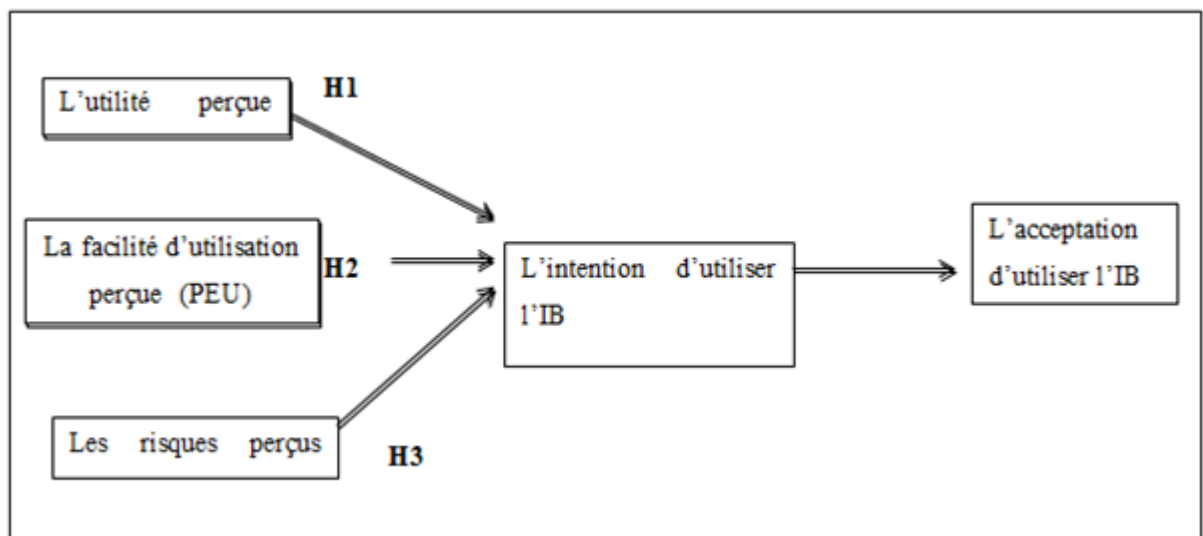 L'utilité perçue
H1
La facilité d'utilisation
perçue (PEU)
H2
Les risques perçus
H3
L'intention d'utiliser
l'IB
L'acceptation
d'utiliser l'IB